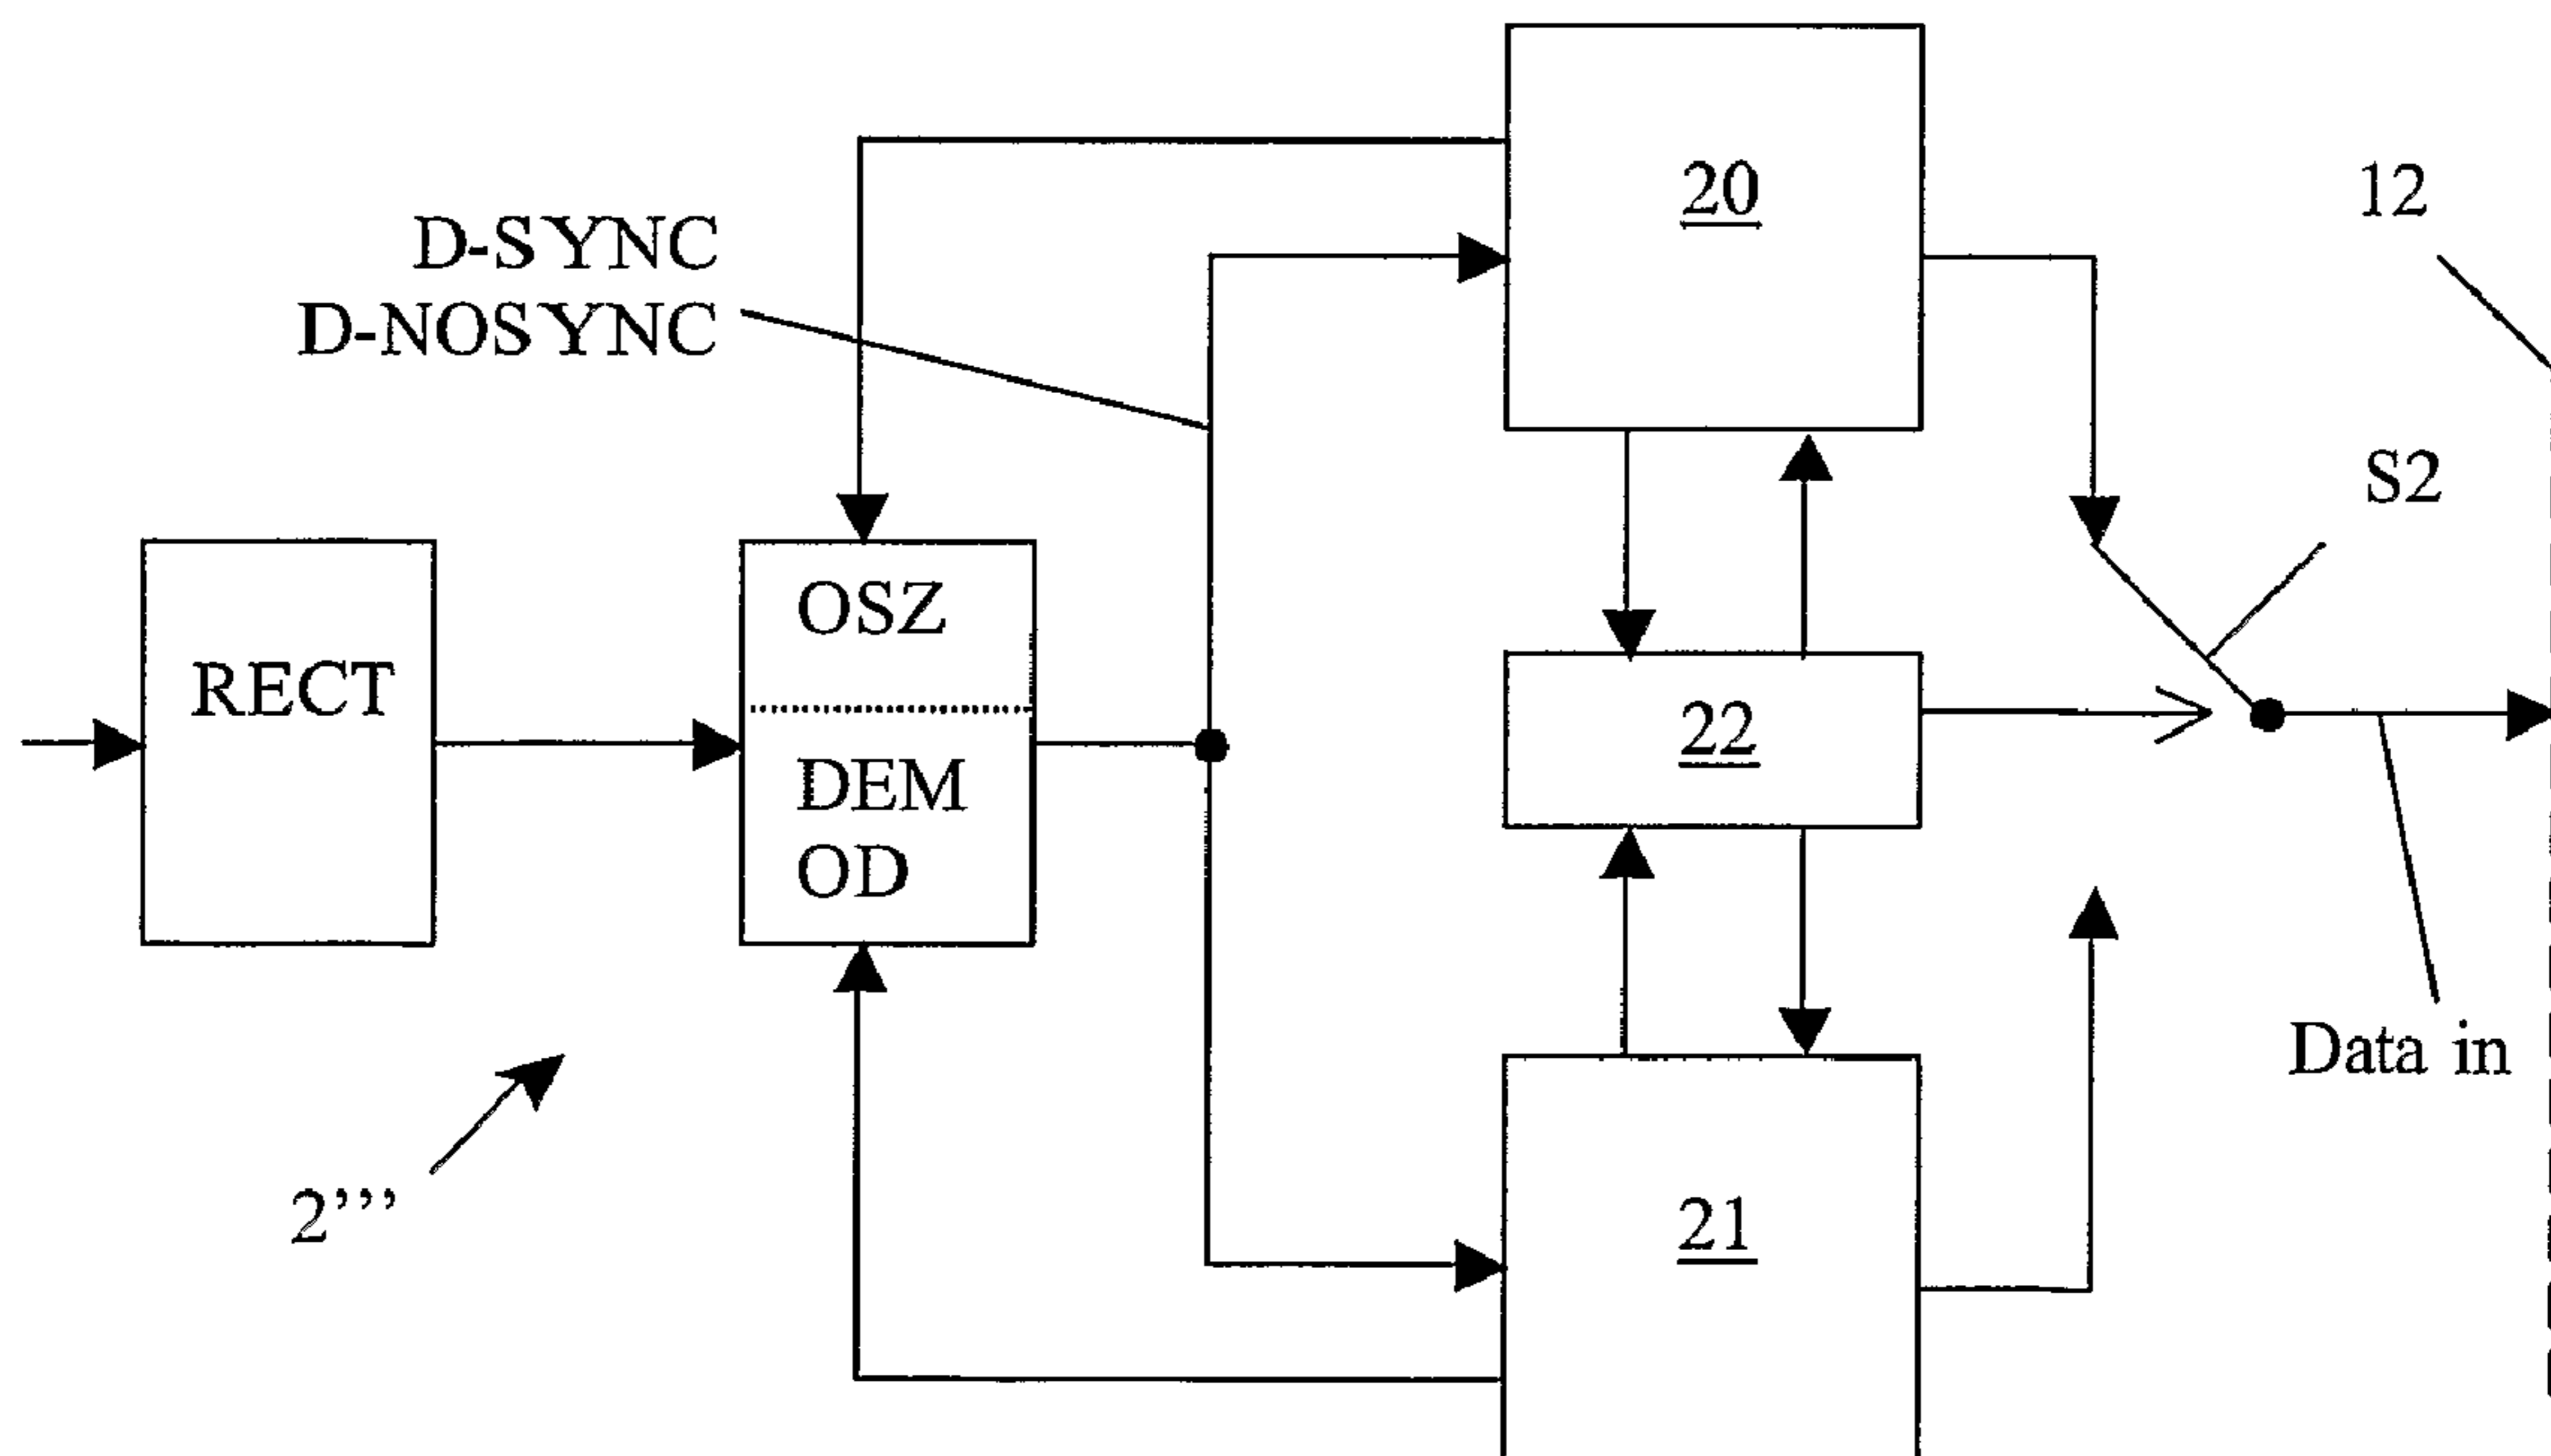 20
12
D-SYNC
D-NOSYNC
S2
OSZ
RECT
22
DEM
OD
Data in
2’’’
21